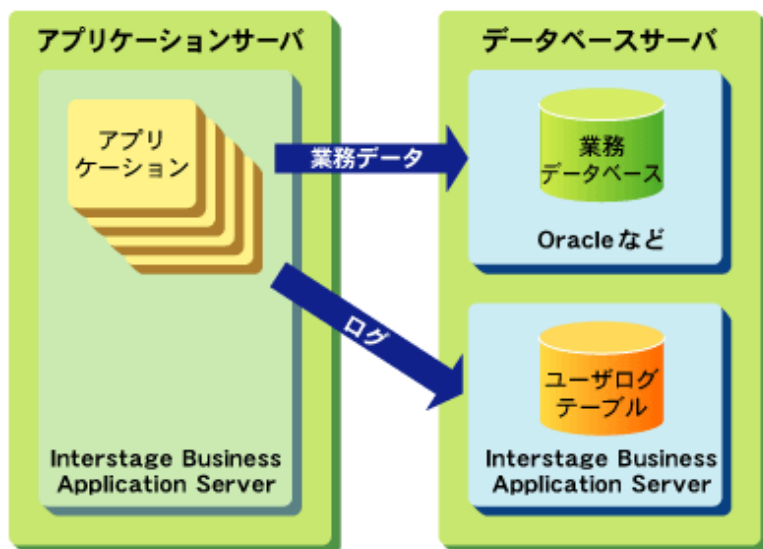 アプリケーションサーバ
アプリ
ケーション
Interstage Business
Application Server
業務データ
ログ
データベースサーバ
業務
データベース
Oracleなど
ユーザログ
テーブル
Interstage Business
Application Server